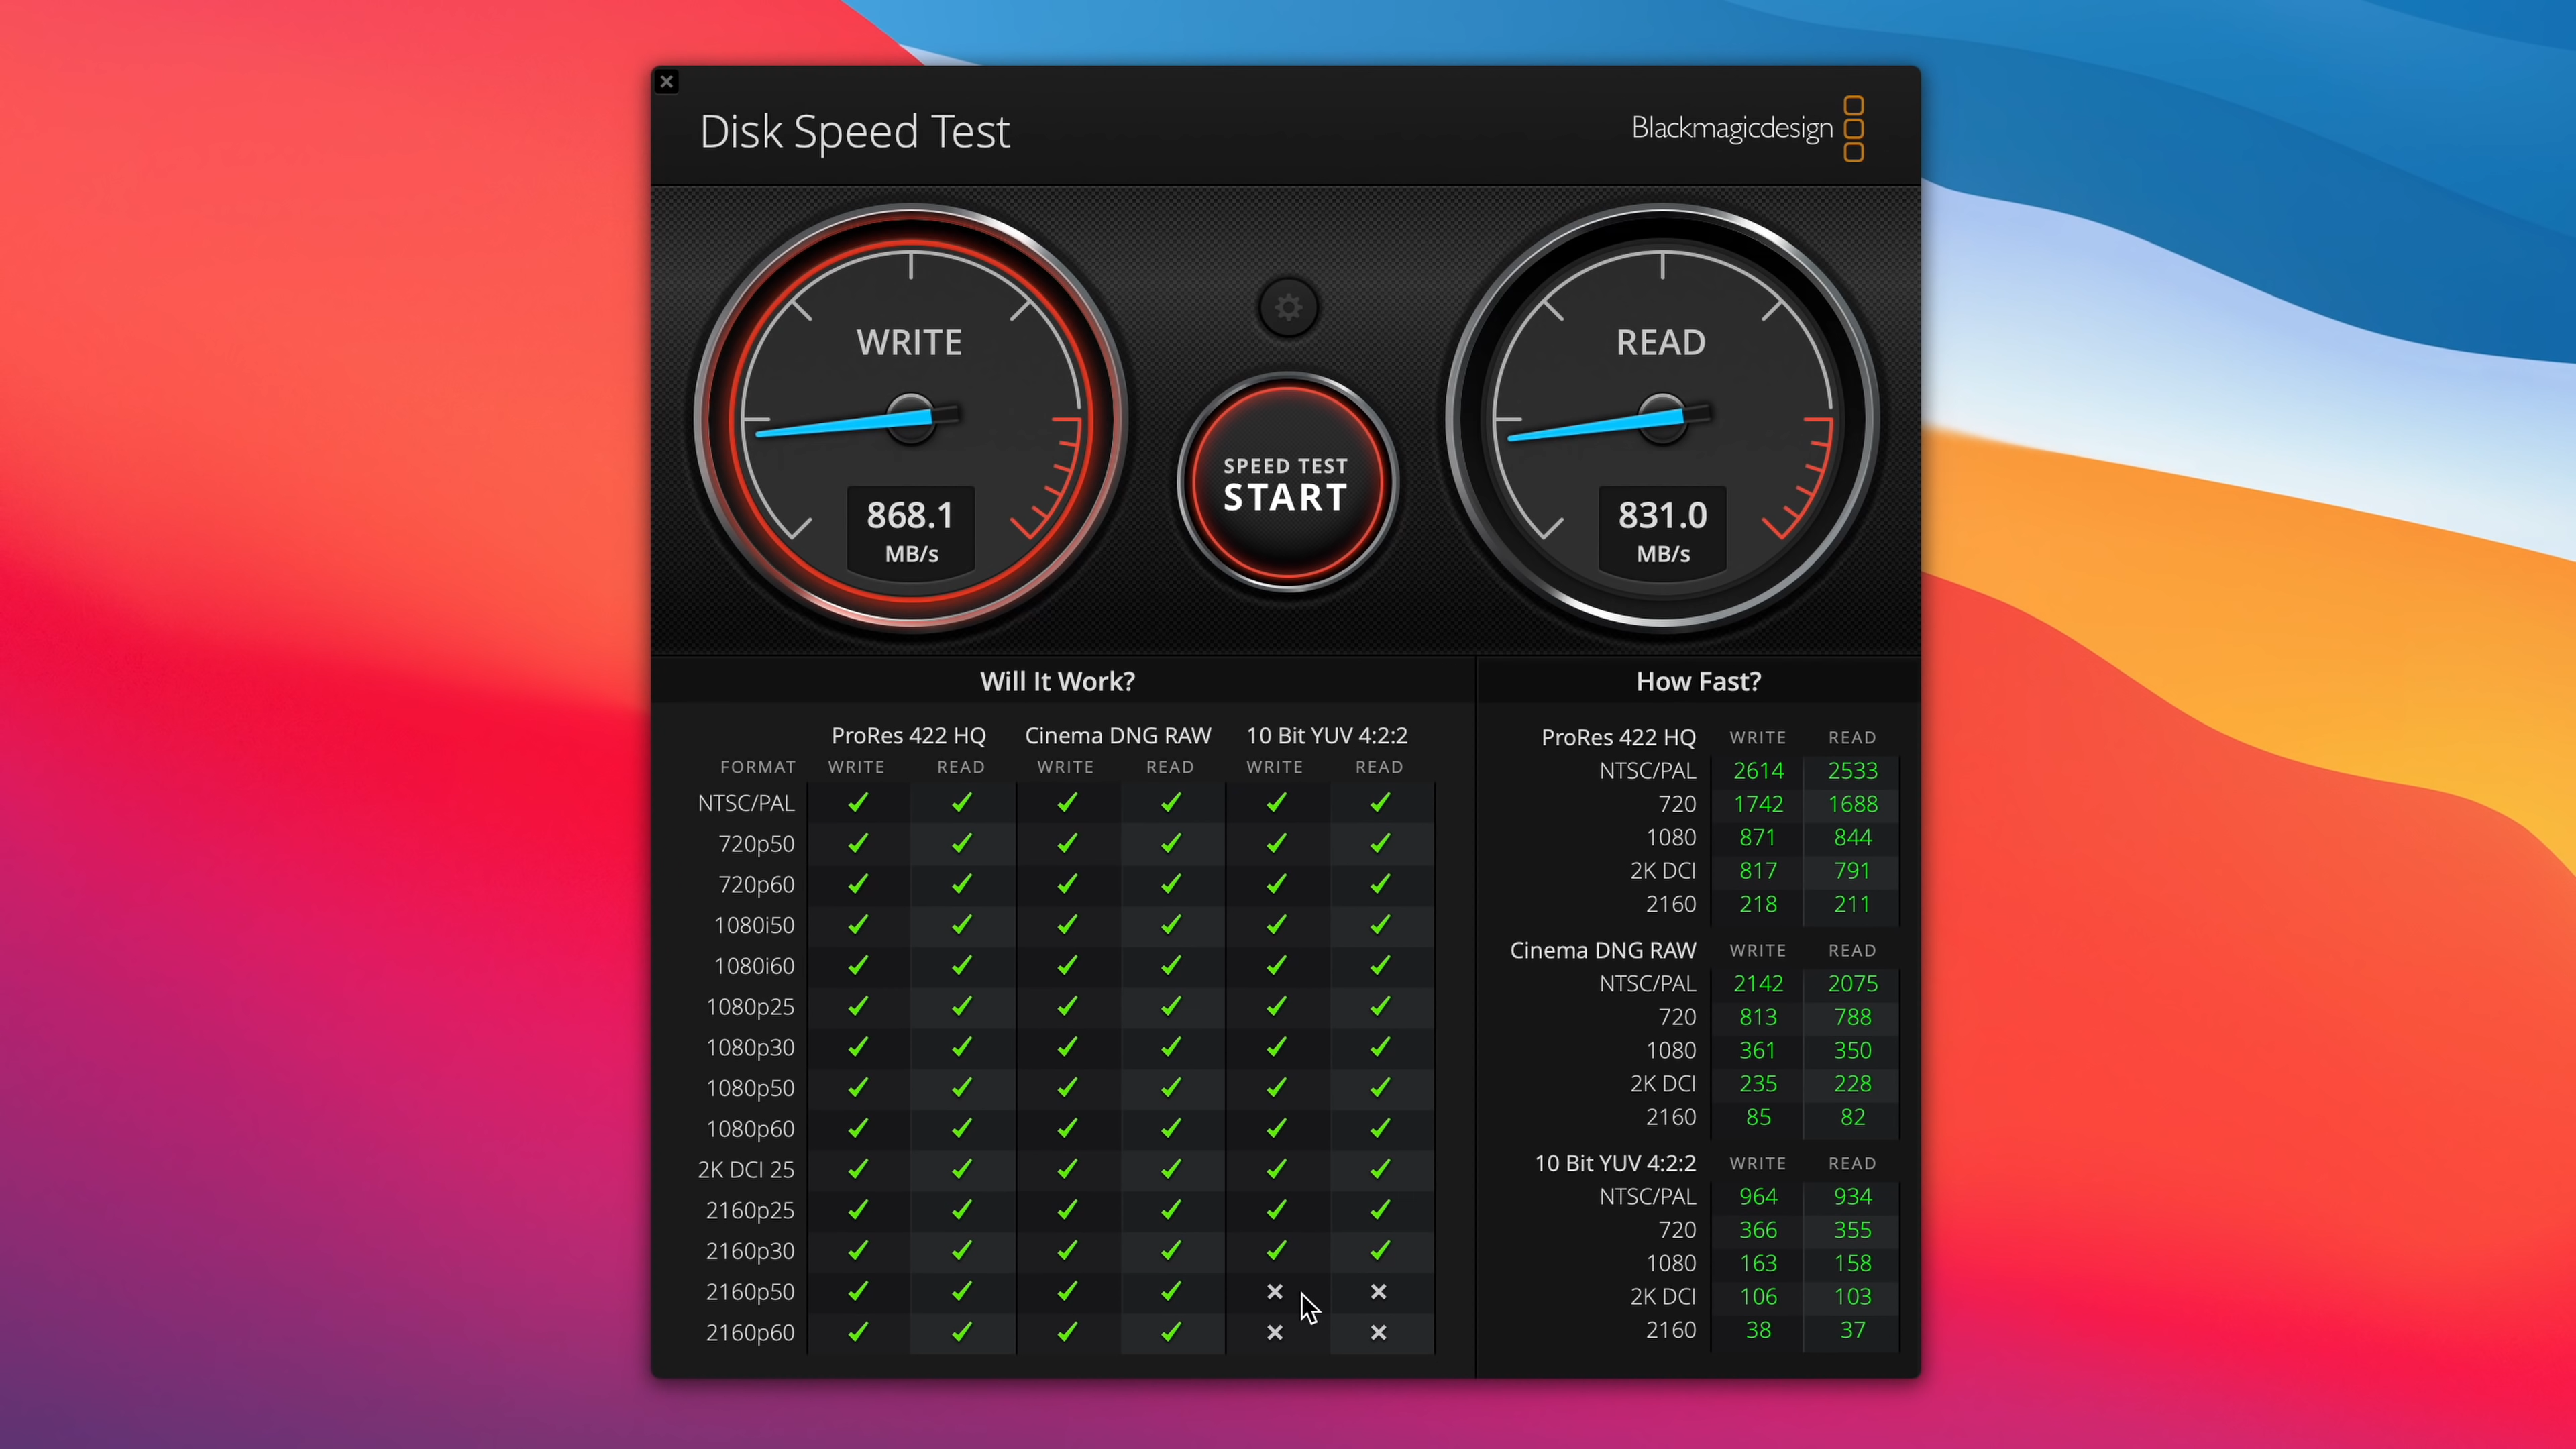 Disk Speed Test
Blackmagicdesign
WRITE
868.1
MB/s
SPEED TEST
START
READ
831.0
MB/s
Will It Work?
ProRes 422 HQ Cinema DNG RAW 10 Bit YUV 4:2:2
FORMAT WRITE READ WRITE READ WRITE READ
NTSC/PAL
720p50
720p60
1080i50
1080i60
1080p25
1080p30
1080p50
1080p60
2K DCI 25
2160p25
2160p30
2160p50
2160p60
How Fast?
ProRes 422 HQ WRITE READ
NTSC/PAL 2614 2533
720 1742 1688
1080 871 844
2K DCI 817 791
2160 218 211
Cinema DNG RAW WRITE READ
NTSC/PAL 2142 2075
720 813 788
1080 361 350
2K DCI 235 228
2160 85 82
10 Bit YUV 4:2:2 WRITE READ
NTSC/PAL 964 934
720 366 355
1080 163 158
2K DCI 106 103
2160 38 37